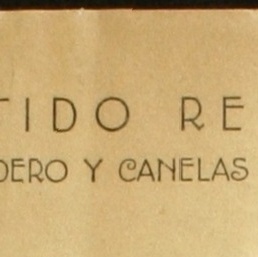 TIDO RE
DERO Y CANELAS